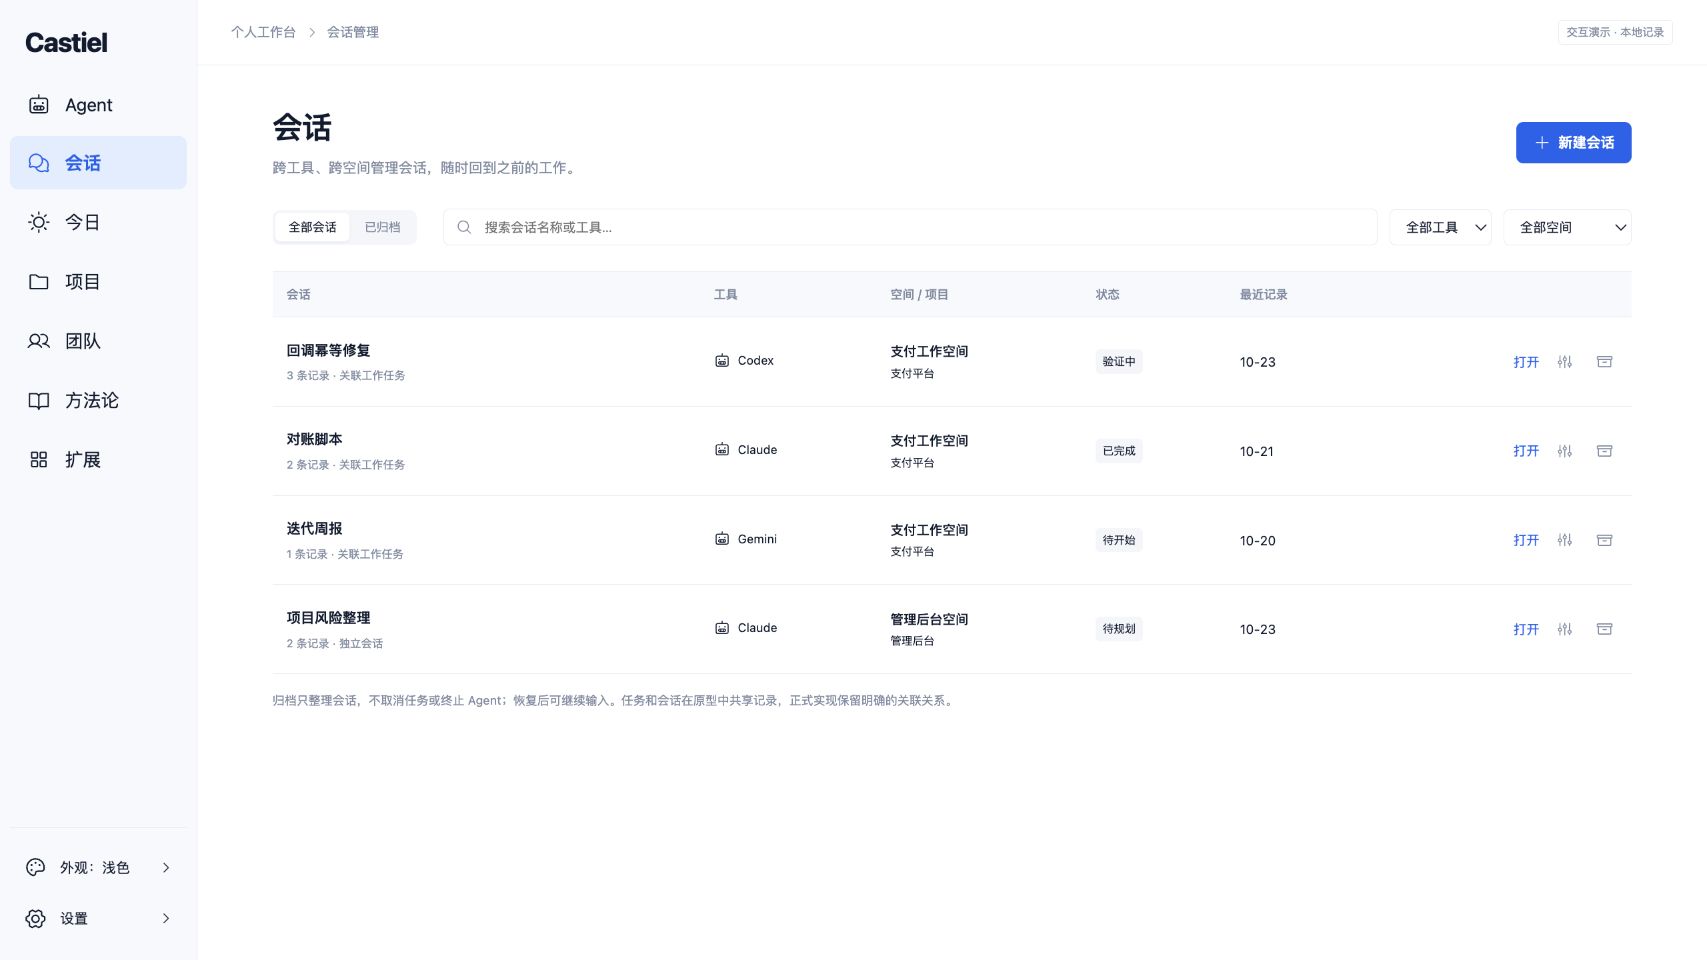 Castiel
Agent
会话
今日
项目
团队
方法论
扩展
外观：浅色
设置
个人工作台 > 会话管理
交互演示 · 本地记录
会话
跨工具、跨空间管理会话，随时回到之前的工作。
新建会话
全部会话 已归档 搜索会话名称或工具... 全部工具 全部空间
会话 工具 空间 / 项目 状态 最近记录
回调幂等修复
3 条记录 · 关联工作任务
Codex
支付工作空间
支付平台
验证中
10-23
打开
对账脚本
2 条记录 · 关联工作任务
Claude
支付工作空间
支付平台
已完成
10-21
打开
迭代周报
1 条记录 · 关联工作任务
Gemini
支付工作空间
支付平台
待开始
10-20
打开
项目风险整理
2 条记录 · 独立会话
Claude
管理后台空间
管理后台
待规划
10-23
打开
归档只整理会话，不取消任务或终止 Agent；恢复后可继续输入。任务和会话在原型中共享记录，正式实现保留明确的关联关系。